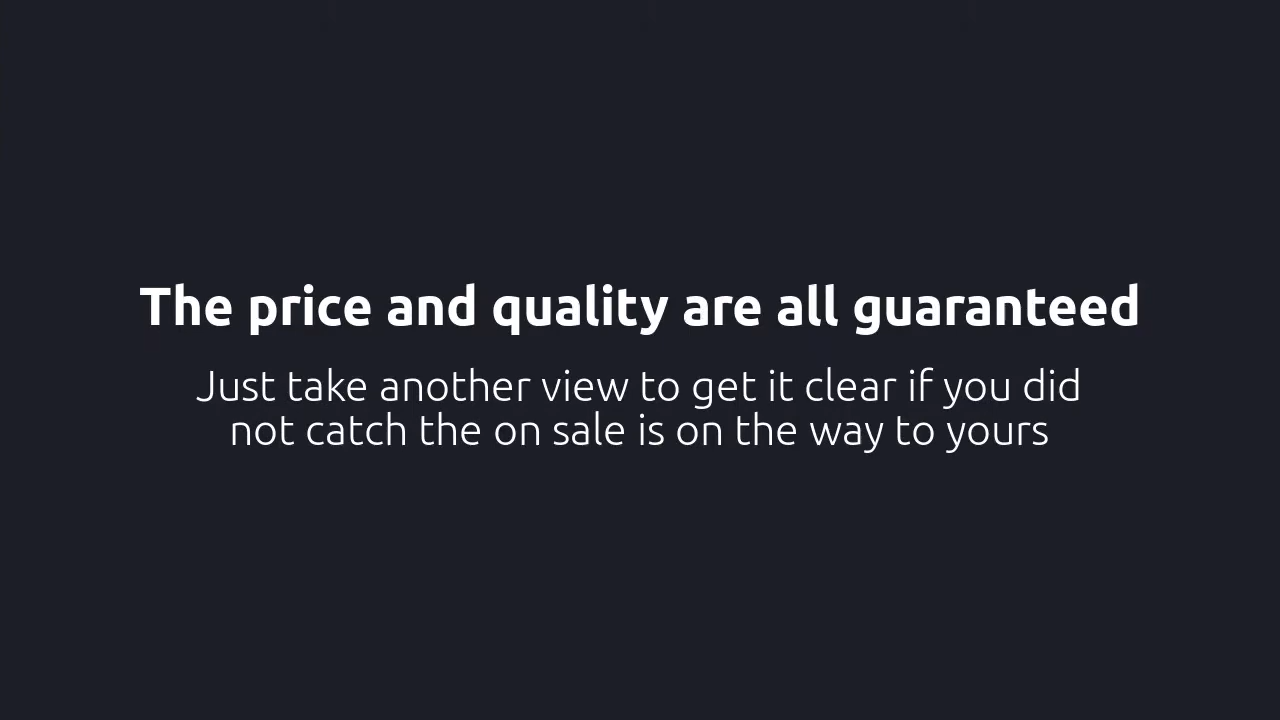 The price and quality are all guaranteed
Just take another view to get it clear if you did
not catch the on sale is on the way to yours